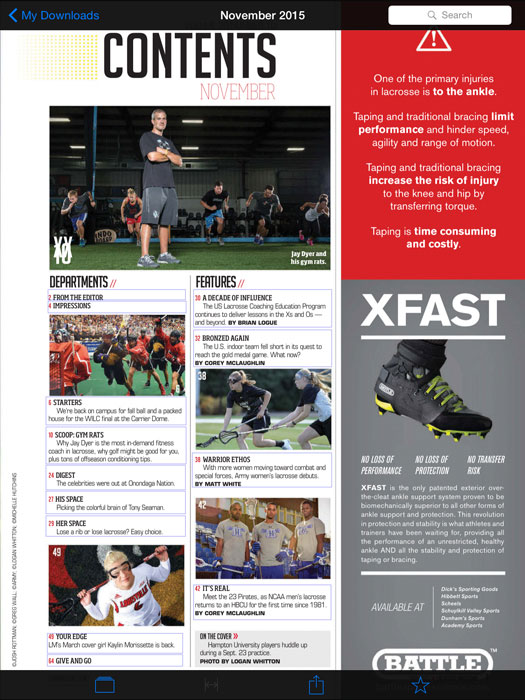 My Downloads
November 2015
Search
CONTENTS
NOVEMBER
Jay Dyer and
his gym rats.
DEPARTMENTS //
2 FROM THE EDITOR
4 IMPRESSIONS
6
6 STARTERS
We're back on campus for fall ball and a packed
house for the WILC final at the Carrier Dome.
10 SCOOP: GYM RATS
Why Jay Dyer is the most in-demand fitness
coach in lacrosse, why golf might be good for you,
plus tons of offseason conditioning tips.
24 DIGEST
The celebrities were out at Onondaga Nation.
27 HIS SPACE
Picking the colorful brain of Tony Seaman.
29 HER SPACE
Lose a rib or lose lacrosse? Easy choice.
49
49 YOUR EDGE
LM's March cover girl Kaylin Morissette is back.
64 GIVE AND GO
FEATURES //
30 A DECADE OF INFLUENCE
The US Lacrosse Coaching Education Program
continues to deliver lessons in the Xs and Os —
and beyond. BY BRIAN LOGUE
32 BRONZED AGAIN
The U.S. indoor team fell short in its quest to
reach the gold medal game. What now?
BY COREY MCLAUGHLIN
38
38 WARRIOR ETHOS
With more women moving toward combat and
special forces, Army women's lacrosse debuts.
BY MATT WHITE
42
42 IT'S REAL
Meet the 23 Pirates, as NCAA men's lacrosse
returns to an HBCU for the first time since 1981.
BY COREY MCLAUGHLIN
ON THE COVER »
Hampton University players huddle up
during a Sept. 23 practice.
PHOTO BY LOGAN WHITTON
©JOSH ROTTMAN; ©GREG WALL; ©ARMY; ©LOGAN WHITTON; ©MICHELLE HUTCHINS
One of the primary injuries
in lacrosse is to the ankle.
Taping and traditional bracing limit
performance and hinder speed,
agility and range of motion.
Taping and traditional bracing
increase the risk of injury
to the knee and hip by
transferring torque.
Taping is time consuming
and costly.
XFAST
NO LOSS OF
PERFORMANCE
NO LOSS OF
PROTECTION
NO TRANSFER
RISK
XFAST is the only patented exterior over-
the-cleat ankle support system proven to be
biomechanically superior to all other forms of
ankle support and protection. This revolution
in protection and stability is what athletes and
trainers have been waiting for, providing all
the performance of an unrestricted, healthy
ankle AND all the stability and protection of
taping or bracing.
AVAILABLE AT
Dick's Sporting Goods
Hibbett Sports
Scheels
Schuylkill Valley Sports
Dunham's Sports
Academy Sports
BATTLE